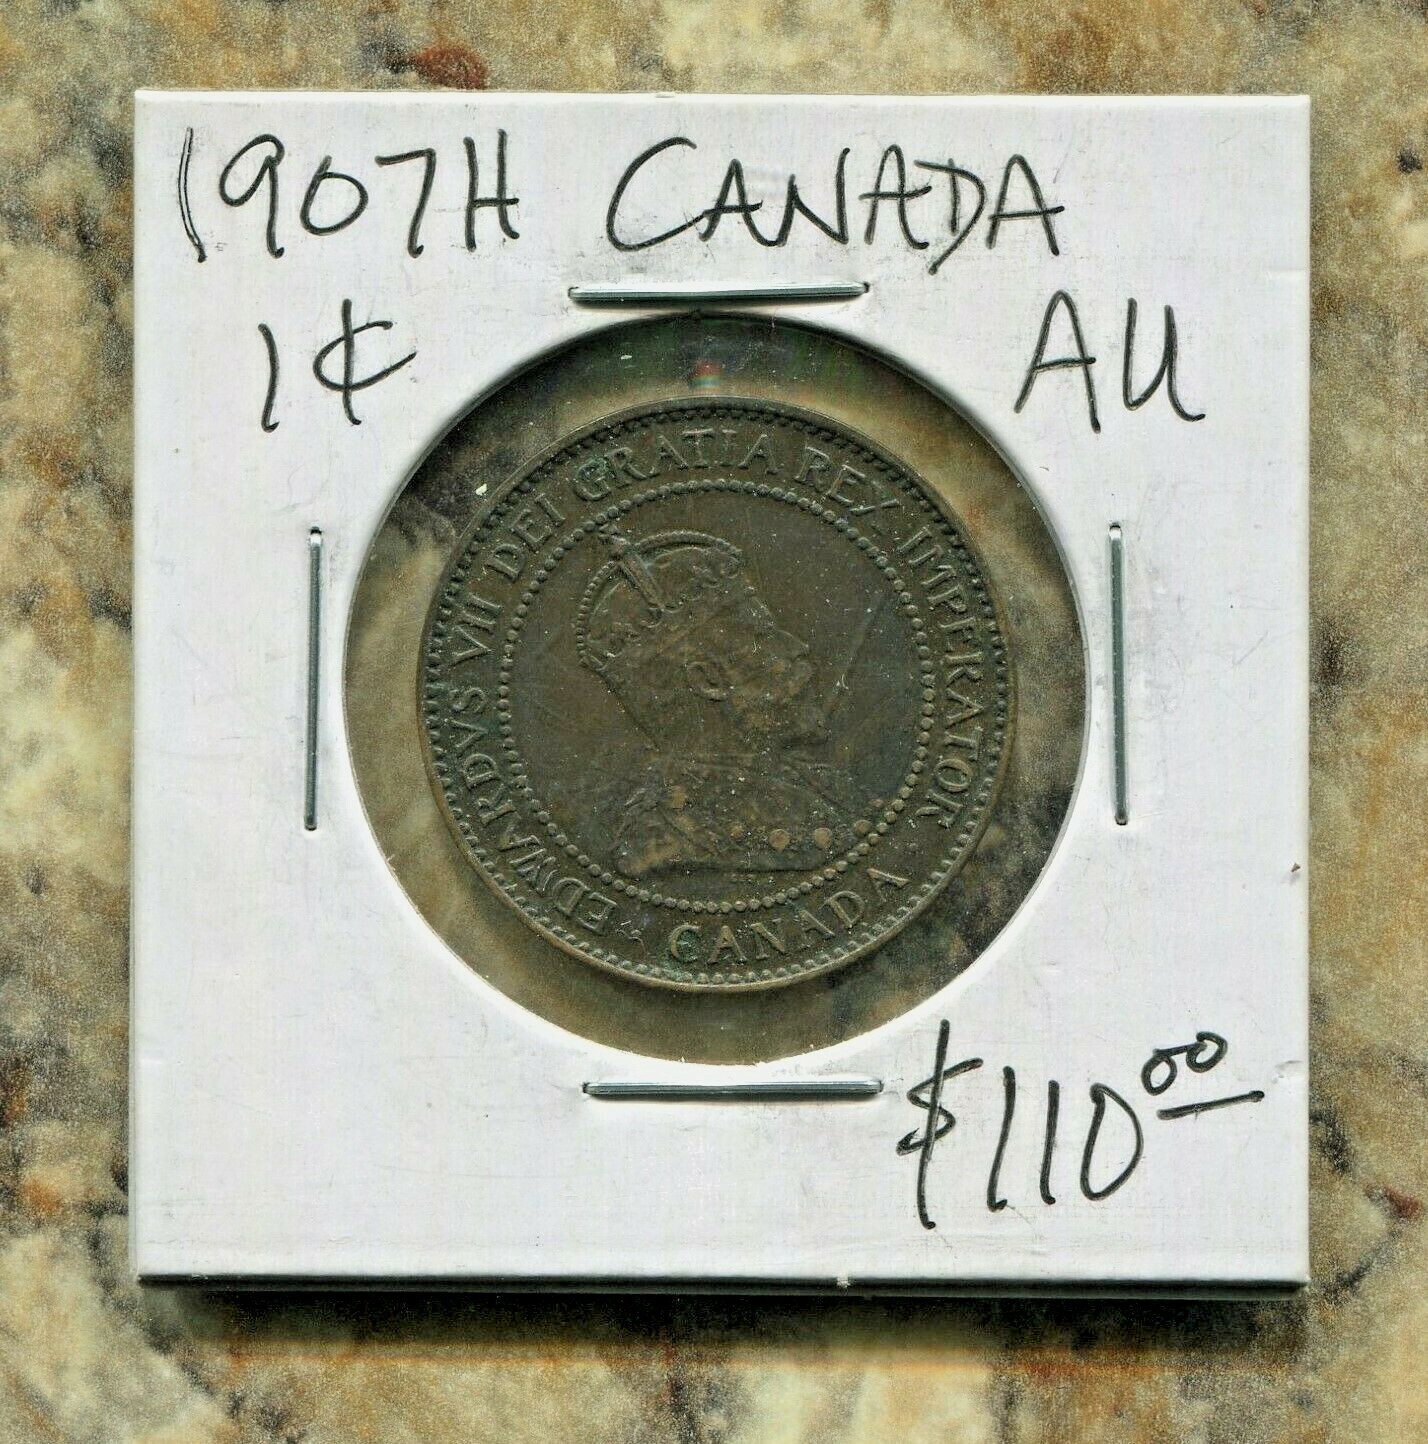 1907H CANADA
1¢ AU
EDWARDVS VII DEI GRATIA REX IMPERATOR
CANADA
$110.00